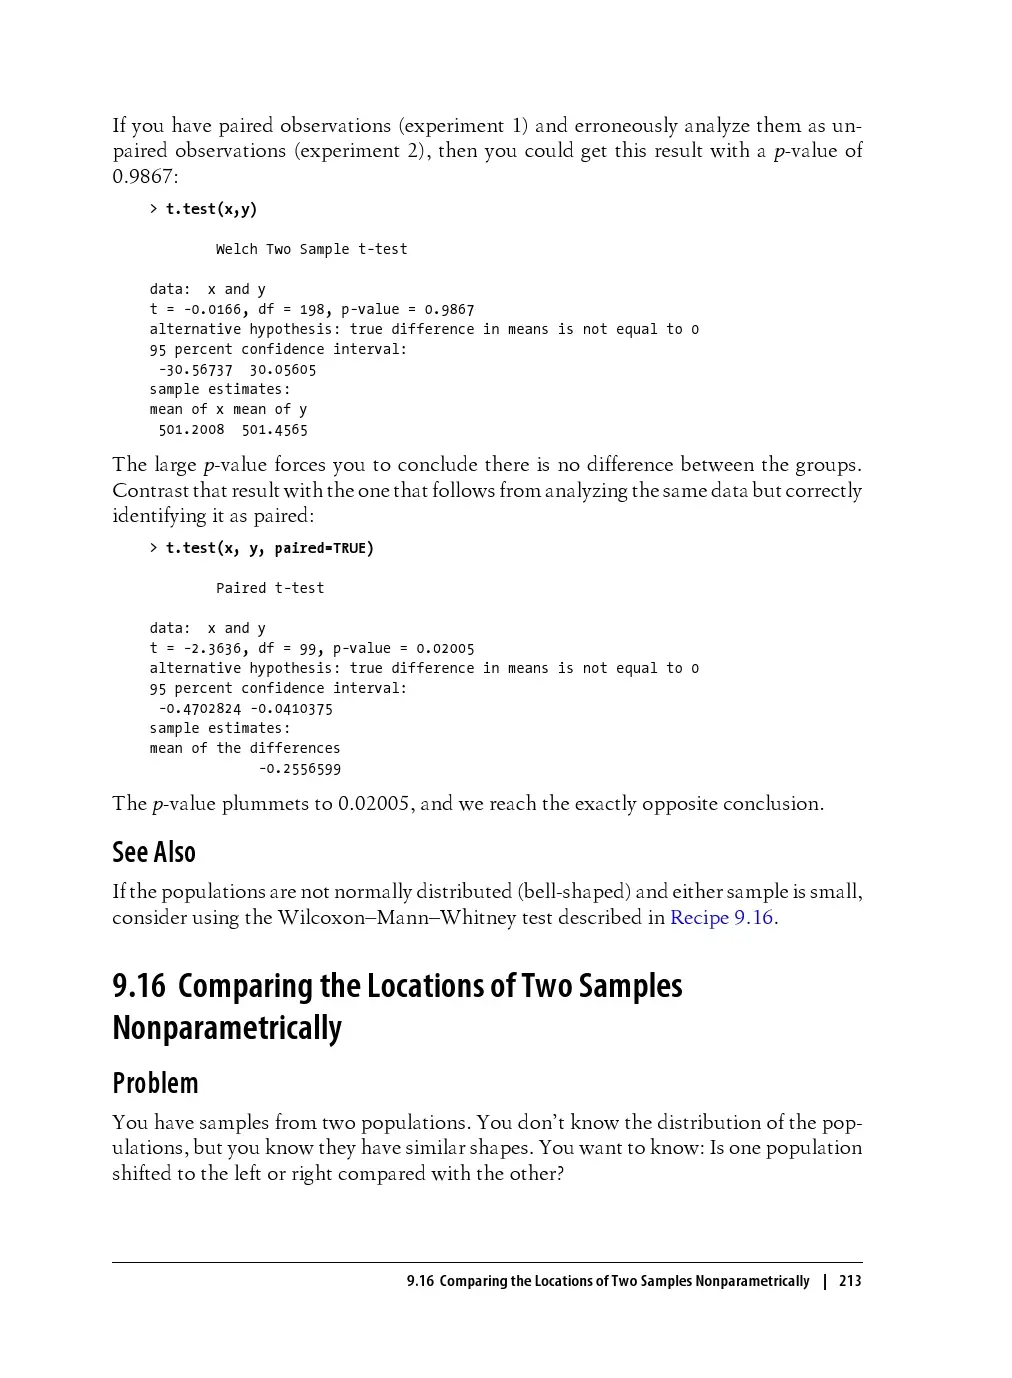 If you have paired observations (experiment 1) and erroneously analyze them as un-
paired observations (experiment 2), then you could get this result with a p-value of
0.9867:
> t.test(x,y)
Welch Two Sample t-test
data:  x and y
t = -0.0166, df = 198, p-value = 0.9867
alternative hypothesis: true difference in means is not equal to 0
95 percent confidence interval:
-30.56737  30.05605
sample estimates:
mean of x mean of y
501.2008  501.4565
The large p-value forces you to conclude there is no difference between the groups.
Contrast that result with the one that follows from analyzing the same data but correctly
identifying it as paired:
> t.test(x, y, paired=TRUE)
Paired t-test
data:  x and y
t = -2.3636, df = 99, p-value = 0.02005
alternative hypothesis: true difference in means is not equal to 0
95 percent confidence interval:
-0.4702824 -0.0410375
sample estimates:
mean of the differences
-0.2556599
The p-value plummets to 0.02005, and we reach the exactly opposite conclusion.
See Also
If the populations are not normally distributed (bell-shaped) and either sample is small,
consider using the Wilcoxon–Mann–Whitney test described in Recipe 9.16.
9.16 Comparing the Locations of Two Samples
Nonparametrically
Problem
You have samples from two populations. You don’t know the distribution of the pop-
ulations, but you know they have similar shapes. You want to know: Is one population
shifted to the left or right compared with the other?
9.16 Comparing the Locations of Two Samples Nonparametrically | 213